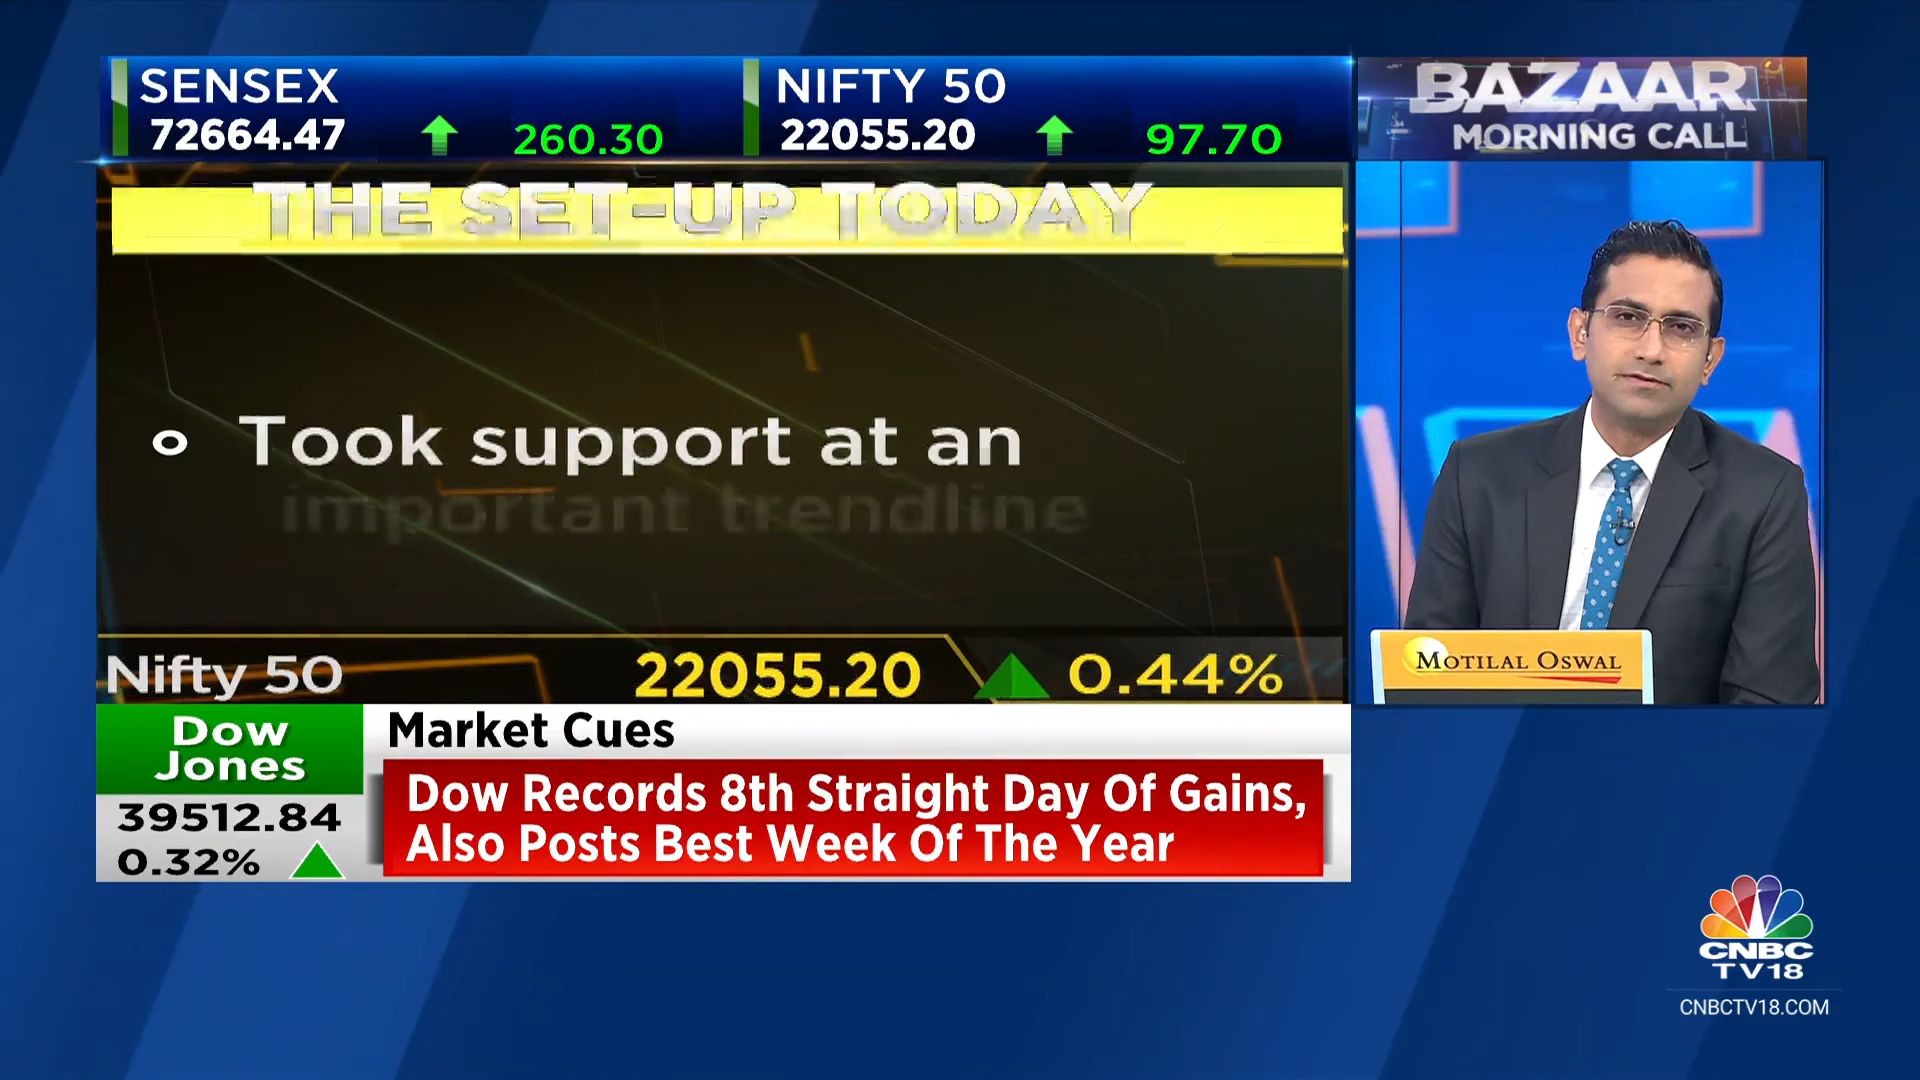 SENSEX
72664.47 260.30
NIFTY 50
22055.20 97.70
BAZAAR
MORNING CALL
THE SET-UP TODAY
Took support at an
important trendline
Nifty 50 22055.20 0.44%
MOTILAL OSWAL
Dow
Jones
39512.84
0.32%
Market Cues
Dow Records 8th Straight Day Of Gains,
Also Posts Best Week Of The Year
CNBC
TV18
CNBCTV18.COM